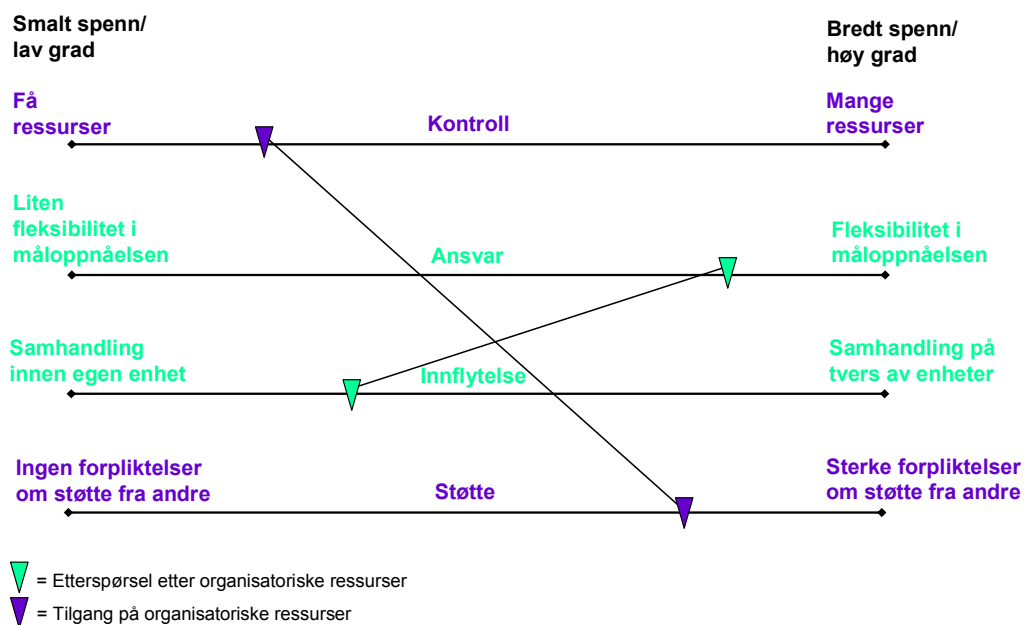 Smalt spenn/
lav grad
Bredt spenn/
høy grad
Få
ressurser
Kontroll
Mange
ressurser
Liten
fleksibilitet i
måloppnåelsen
Ansvar
Fleksibilitet i
måloppnåelsen
Samhandling
innen egen enhet
Innflytelse
Samhandling på
tvers av enheter
Ingen forpliktelser
om støtte fra andre
Støtte
Sterke forpliktelser
om støtte fra andre
= Etterspørsel etter organisatoriske ressurser
= Tilgang på organisatoriske ressurser